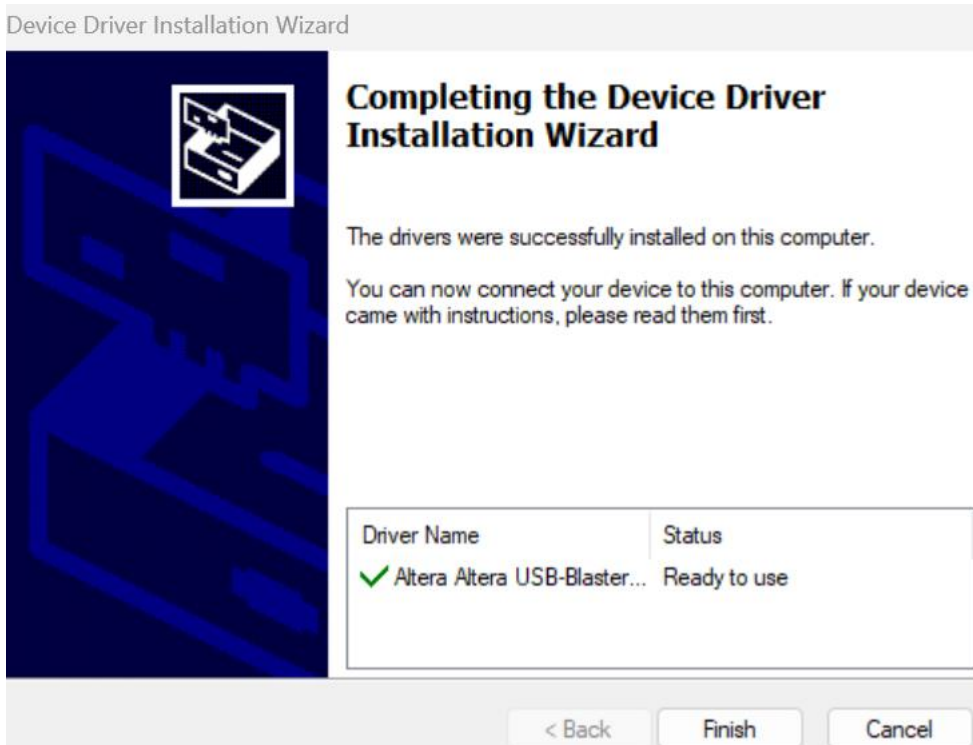 Device Driver Installation Wizard
Completing the Device Driver
Installation Wizard
The drivers were successfully installed on this computer.
You can now connect your device to this computer. If your device
came with instructions, please read them first.
Driver Name Status
Altera Altera USB-Blaster... Ready to use
< Back Finish Cancel